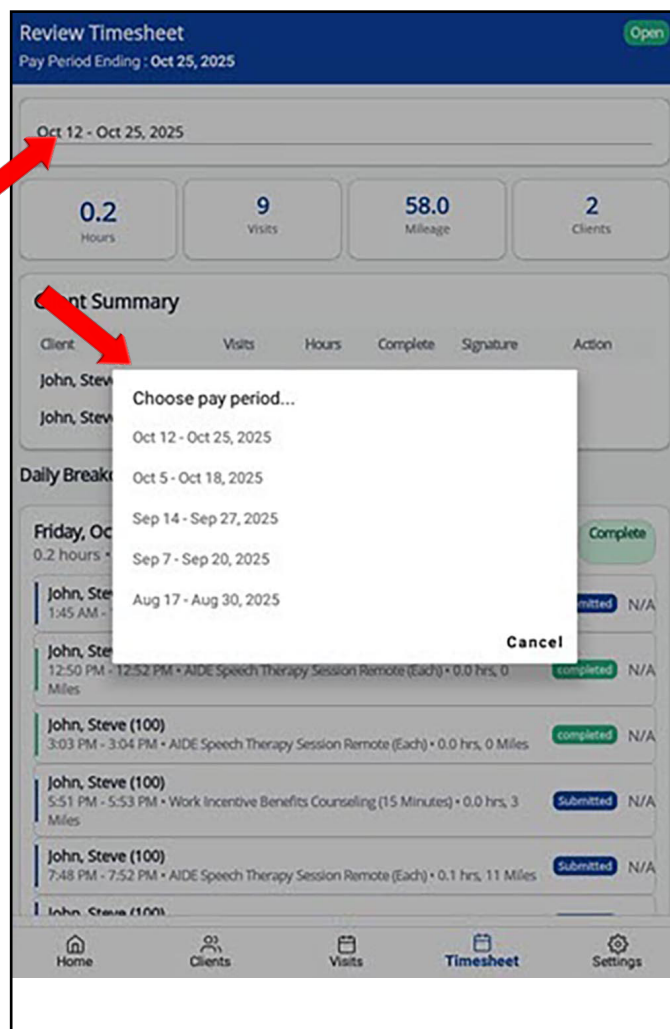 Review Timesheet
Open
Pay Period Ending : Oct 25, 2025
Oct 12 - Oct 25, 2025
0.2
9
58.0
2
Hours
Visits
Mileage
Clients
Summary
Client
Visits
Hours
Complete
Signature
Action
John,
John,
Choose pay period...
Oct 12 - Oct 25, 2025
Oct 5 - Oct 18, 2025
Sep 14 - Sep 27, 2025
Sep 7 - Sep 20, 2025
Aug 17 - Aug 30, 2025
Cancel
Daily
Friday,
Complete
0.2 hours •
John,
1:45 AM -
N/A
John,
12:50 PM - 12:52 PM • AIDE Speech Therapy Session Remote (Each) • 0.0 hrs, 0
Miles
completed
N/A
John, Steve (100)
3:03 PM - 3:04 PM • AIDE Speech Therapy Session Remote (Each) • 0.0 hrs, 0 Miles
completed
N/A
John, Steve (100)
5:51 PM - 5:53 PM • Work Incentive Benefits Counseling (15 Minutes) • 0.0 hrs, 3
Miles
Submitted
N/A
John, Steve (100)
7:48 PM - 7:52 PM • AIDE Speech Therapy Session Remote (Each) • 0.1 hrs, 11 Miles
Submitted
N/A
John, Steve (100)
Home
Clients
Visits
Timesheet
Settings